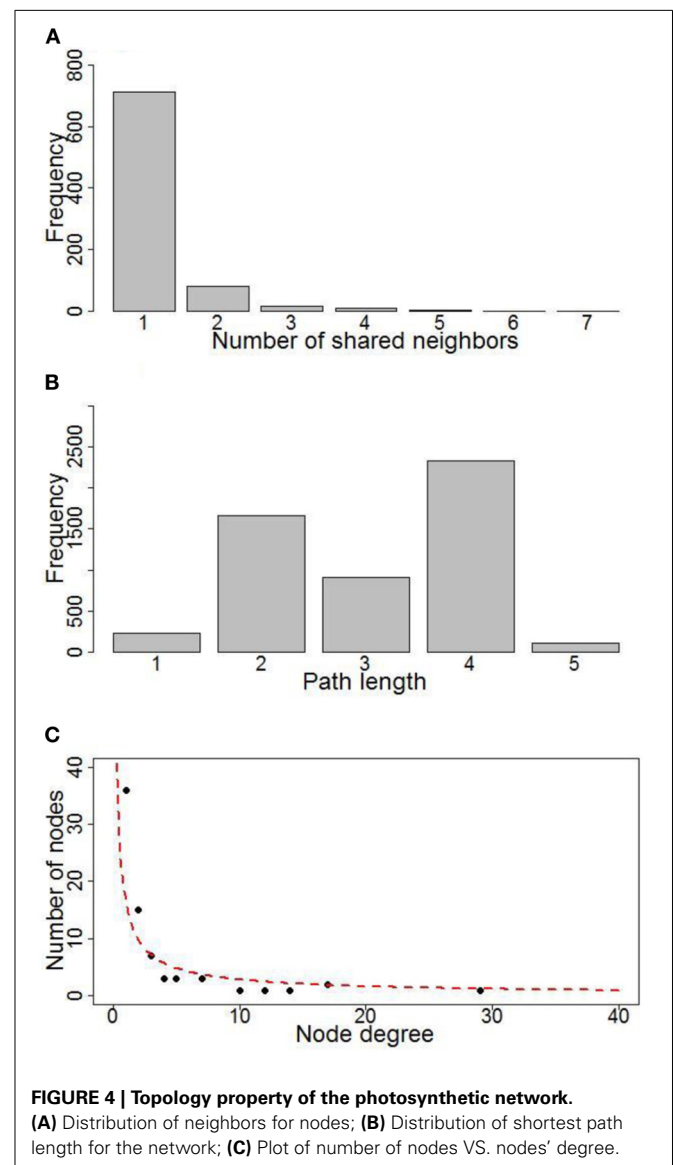 A
Frequency
0 200 400 600 800
1 2 3 4 5 6 7
Number of shared neighbors
B
Frequency
0 500 1500 2500
1 2 3 4 5
Path length
C
Number of nodes
0 10 20 30 40
0 10 20 30 40
Node degree
FIGURE 4 | Topology property of the photosynthetic network.
(A) Distribution of neighbors for nodes; (B) Distribution of shortest path
length for the network; (C) Plot of number of nodes VS. nodes' degree.